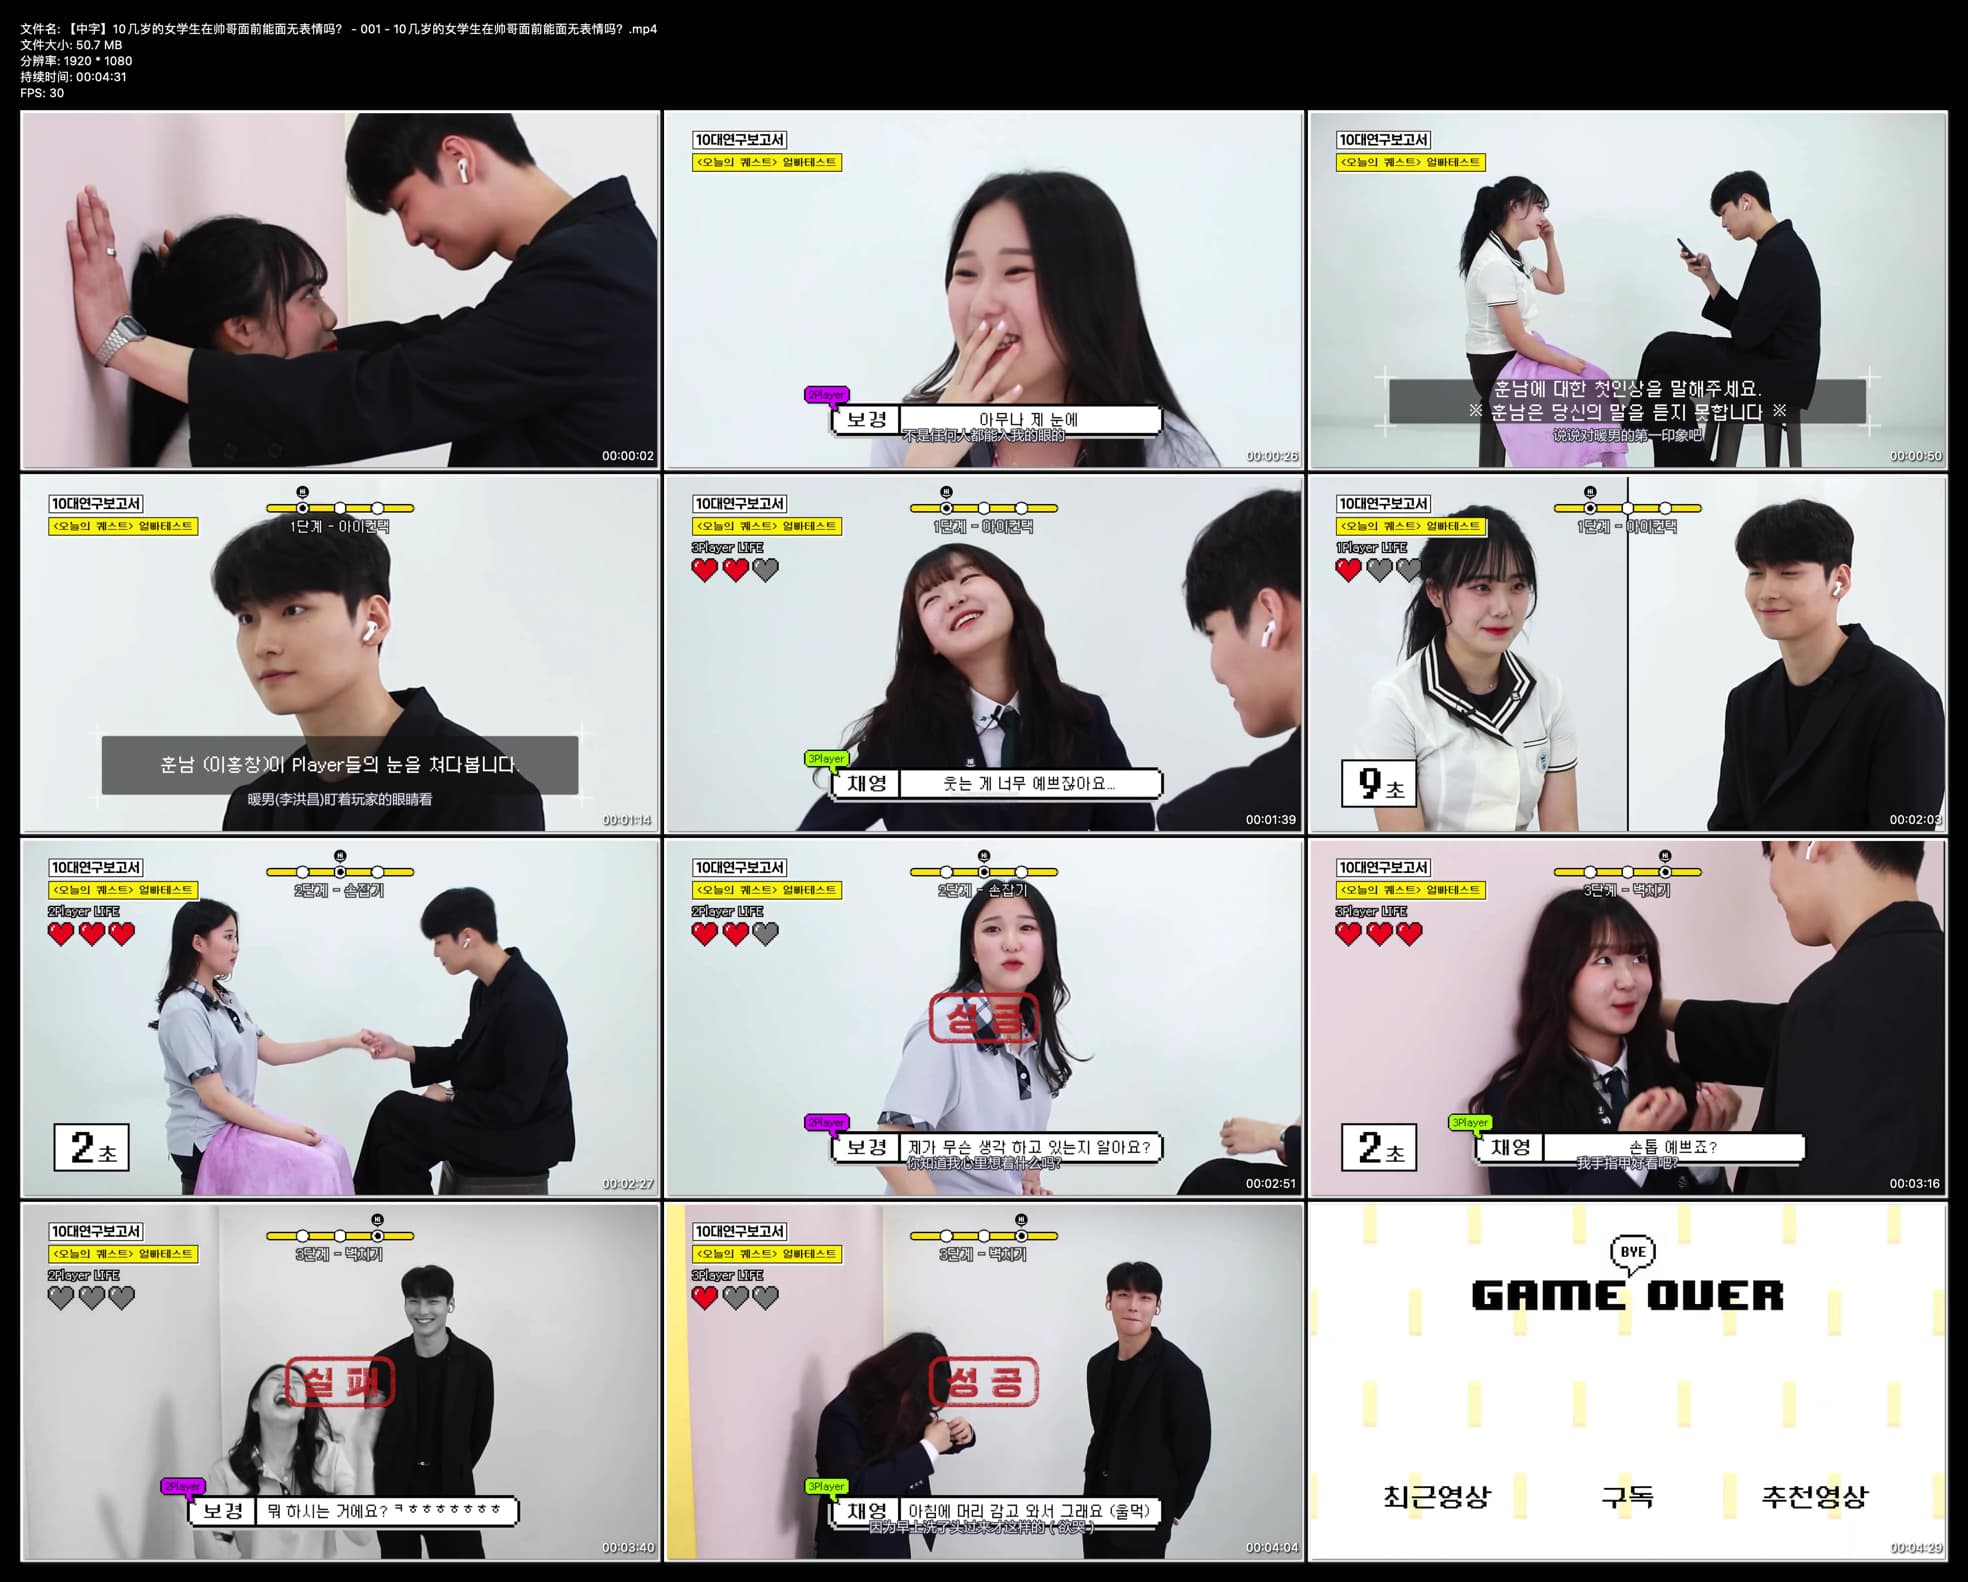 文件名: 【中字】10几岁的女学生在帅哥面前能面无表情吗? - 001 - 10几岁的女学生在帅哥面前能面无表情吗? .mp4
文件大小: 50.7 MB
分辨率: 1920 * 1080
持续时间: 00:04:31
FPS: 30
00:00:02
10대연구보고서
<오늘의 퀘스트> 얼빠테스트
2Player
보경
아무나 제 눈에
不是任何人都能入我的眼的
00:00:26
10대연구보고서
<오늘의 퀘스트> 얼빠테스트
훈남에 대한 첫인상을 말해주세요.
※ 훈남은 당신의 말을 듣지 못합니다 ※
说说对暖男的第一印象吧
00:00:50
10대연구보고서
<오늘의 퀘스트> 얼빠테스트
HI
1단계 - 아이컨택
훈남 (이홍창)이 Player들의 눈을 쳐다봅니다.
暖男(李洪昌)盯着玩家的眼睛看
00:01:14
10대연구보고서
<오늘의 퀘스트> 얼빠테스트
HI
1단계 - 아이컨택
3Player LIFE
3Player
채영
웃는 게 너무 예쁘잖아요...
00:01:39
10대연구보고서
<오늘의 퀘스트> 얼빠테스트
HI
1단계 - 아이컨택
1Player LIFE
9초
00:02:03
10대연구보고서
<오늘의 퀘스트> 얼빠테스트
HI
2단계 - 손잡기
2Player LIFE
2초
00:02:27
10대연구보고서
<오늘의 퀘스트> 얼빠테스트
HI
2단계 - 손잡기
2Player LIFE
성공
2Player
보경
제가 무슨 생각 하고 있는지 알아요?
你知道我心里想着什么吗?
00:02:51
10대연구보고서
<오늘의 퀘스트> 얼빠테스트
HI
3단계 - 벽치기
3Player LIFE
2초
3Player
채영
손톱 예쁘죠?
我手指甲好看吧?
00:03:16
10대연구보고서
<오늘의 퀘스트> 얼빠테스트
HI
3단계 - 벽치기
2Player LIFE
실패
2Player
보경
뭐 하시는 거에요? ㅋㅎㅎㅎㅎㅎㅎㅎ
00:03:40
10대연구보고서
<오늘의 퀘스트> 얼빠테스트
HI
3단계 - 벽치기
3Player LIFE
성공
3Player
채영
아침에 머리 감고 와서 그래요 (울먹)
因为早上洗了头过来才这样的 (欲哭)
00:04:04
BYE
GAME OVER
최근영상
구독
추천영상
00:04:29